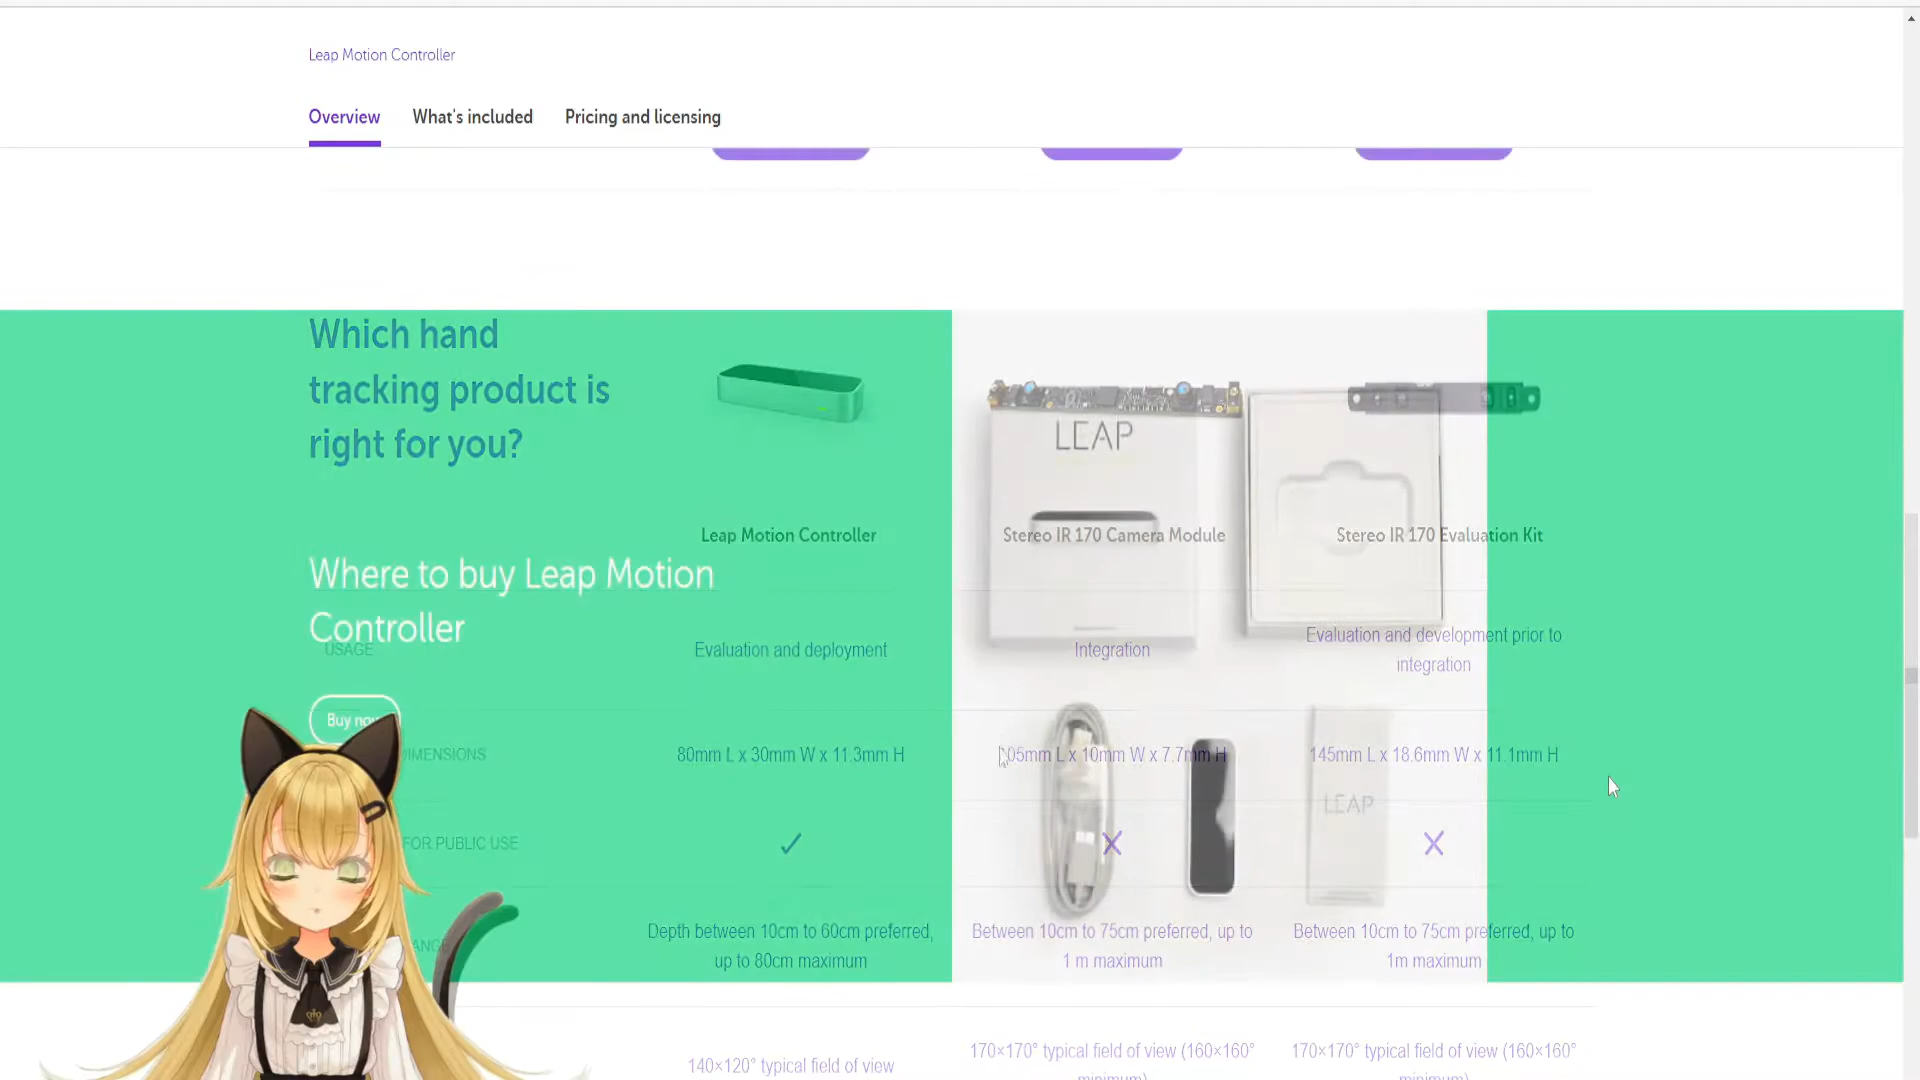 Leap Motion Controller
Overview What's included Pricing and licensing
Which hand
tracking product is
right for you?
LEAP
Leap Motion Controller Stereo IR 170 Camera Module Stereo IR 170 Evaluation Kit
Where to buy Leap Motion
Controller
USAGE Evaluation and deployment Integration Evaluation and development prior to
integration
Buy now
DIMENSIONS 80mm L x 30mm W x 11.3mm H 105mm L x 10mm W x 7.7mm H 145mm L x 18.6mm W x 11.1mm H
LEAP
FOR PUBLIC USE
Depth between 10cm to 60cm preferred, Between 10cm to 75cm preferred, up to Between 10cm to 75cm preferred, up to
up to 80cm maximum 1 m maximum 1m maximum
140×120° typical field of view 170×170° typical field of view (160×160° 170×170° typical field of view (160×160°
minimum) minimum)